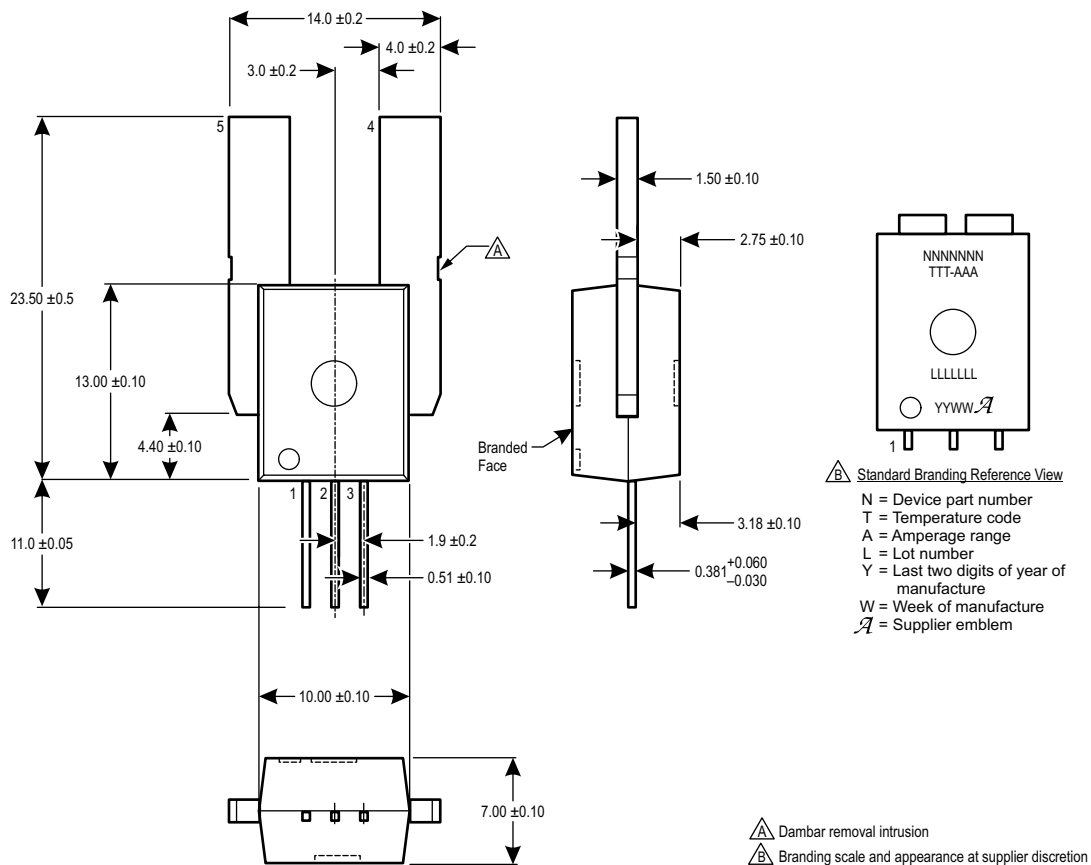 14.0 ±0.2
4.0 ±0.2
3.0 ±0.2
5
4
1.50 ±0.10
2.75 ±0.10
A
23.50 ±0.5
13.00 ±0.10
4.40 ±0.10
Branded
Face
NNNNNNN
TTT-AAA
LLLLLLL
YYWW A
1
1 2 3
11.0 ±0.05
1.9 ±0.2
0.51 ±0.10
3.18 ±0.10
0.381 +0.060
–0.030
B Standard Branding Reference View
N = Device part number
T = Temperature code
A = Amperage range
L = Lot number
Y = Last two digits of year of
manufacture
W = Week of manufacture
A = Supplier emblem
10.00 ±0.10
7.00 ±0.10
A Dambar removal intrusion
B Branding scale and appearance at supplier discretion